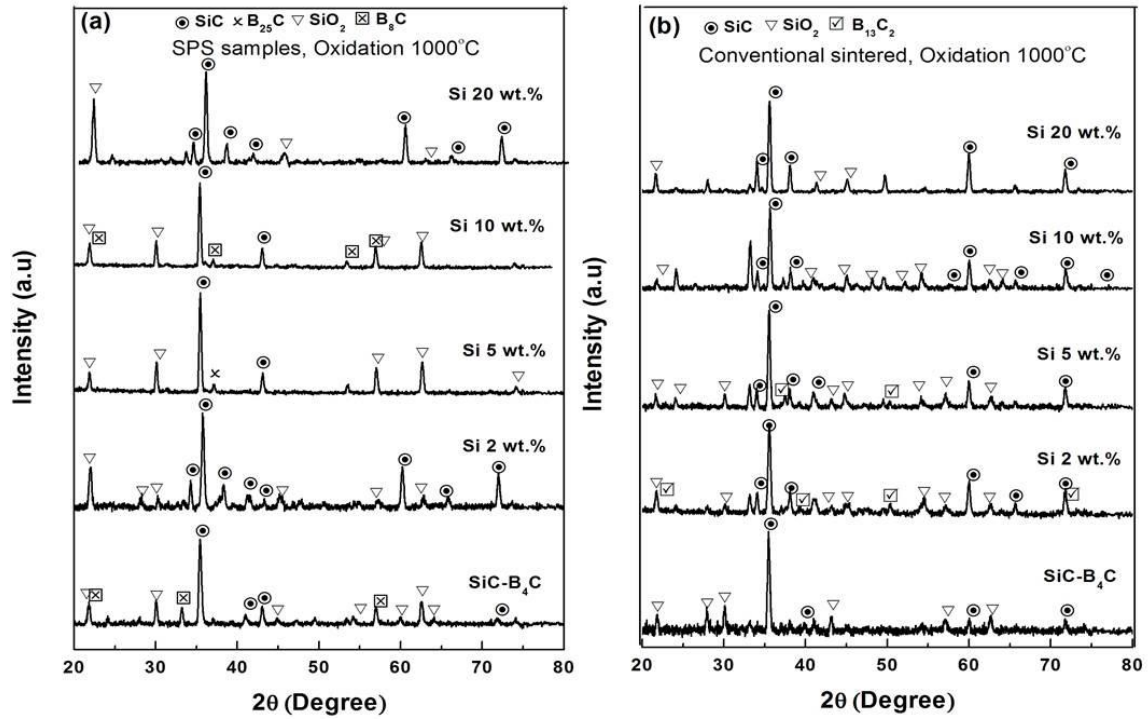 (a) SiC B₂₅C SiO₂ B₈C
SPS samples, Oxidation 1000°C
Si 20 wt.%
Si 10 wt.%
Si 5 wt.%
Si 2 wt.%
SiC-B₄C
Intensity (a.u)
20 30 40 50 60 70 80
2θ (Degree)
(b) SiC SiO₂ B₁₃C₂
Conventional sintered, Oxidation 1000°C
Si 20 wt.%
Si 10 wt.%
Si 5 wt.%
Si 2 wt.%
SiC-B₄C
Intensity (a.u)
20 30 40 50 60 70 80
2θ (Degree)